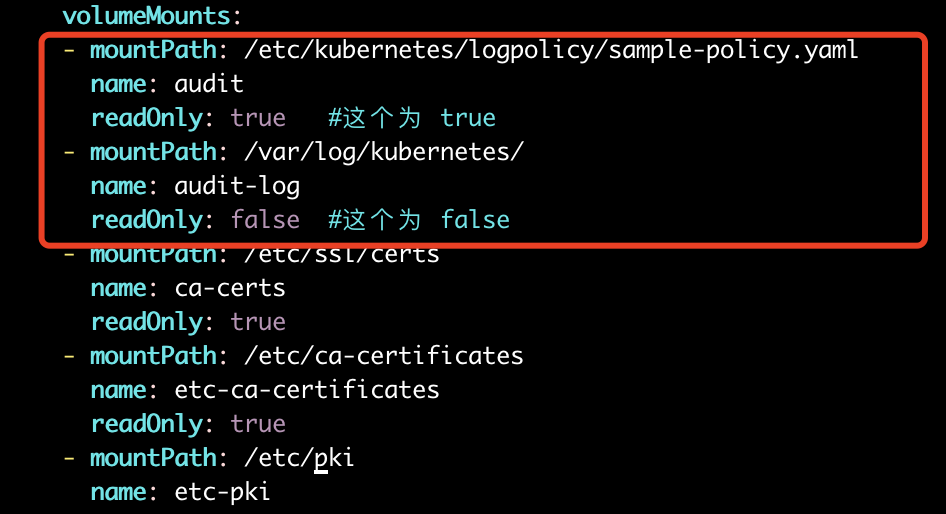 volumeMounts:
- mountPath: /etc/kubernetes/logpolicy/sample-policy.yaml
  name: audit
  readOnly: true   #这个为 true
- mountPath: /var/log/kubernetes/
  name: audit-log
  readOnly: false  #这个为 false
- mountPath: /etc/ssl/certs
  name: ca-certs
  readOnly: true
- mountPath: /etc/ca-certificates
  name: etc-ca-certificates
  readOnly: true
- mountPath: /etc/pki
  name: etc-pki